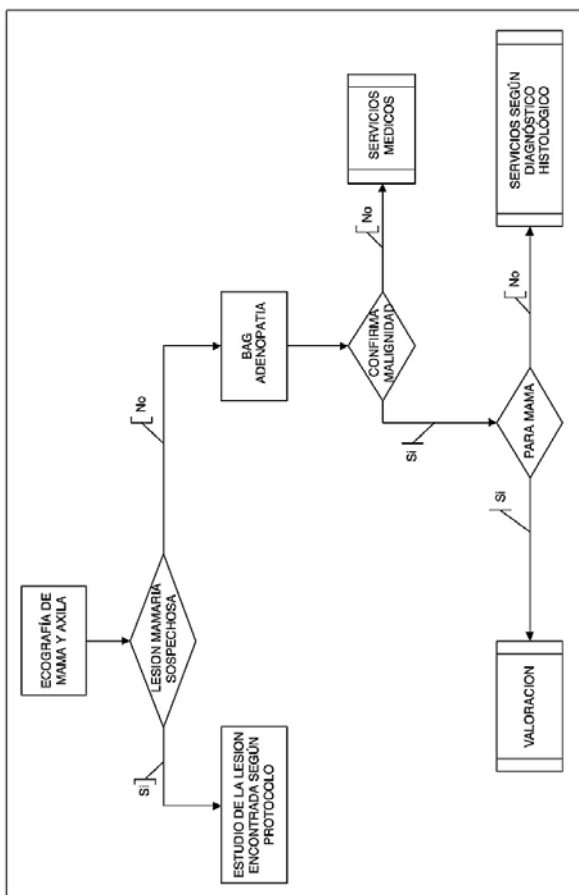 ECOGRAFÍA DE
MAMA Y AXILA
LESION MAMARIA
SOSPECHOSA
Si
No
ESTUDIO DE LA LESION
ENCONTRADA SEGÚN
PROTOCOLO
BAG
ADENOPATIA
CONFIRMA
MALIGNIDAD
No
SERVICIOS
MEDICOS
Si
PARA MAMA
Si
No
VALORACION
SERVICIOS SEGÚN
DIAGNÓSTICO
HISTOLÓGICO